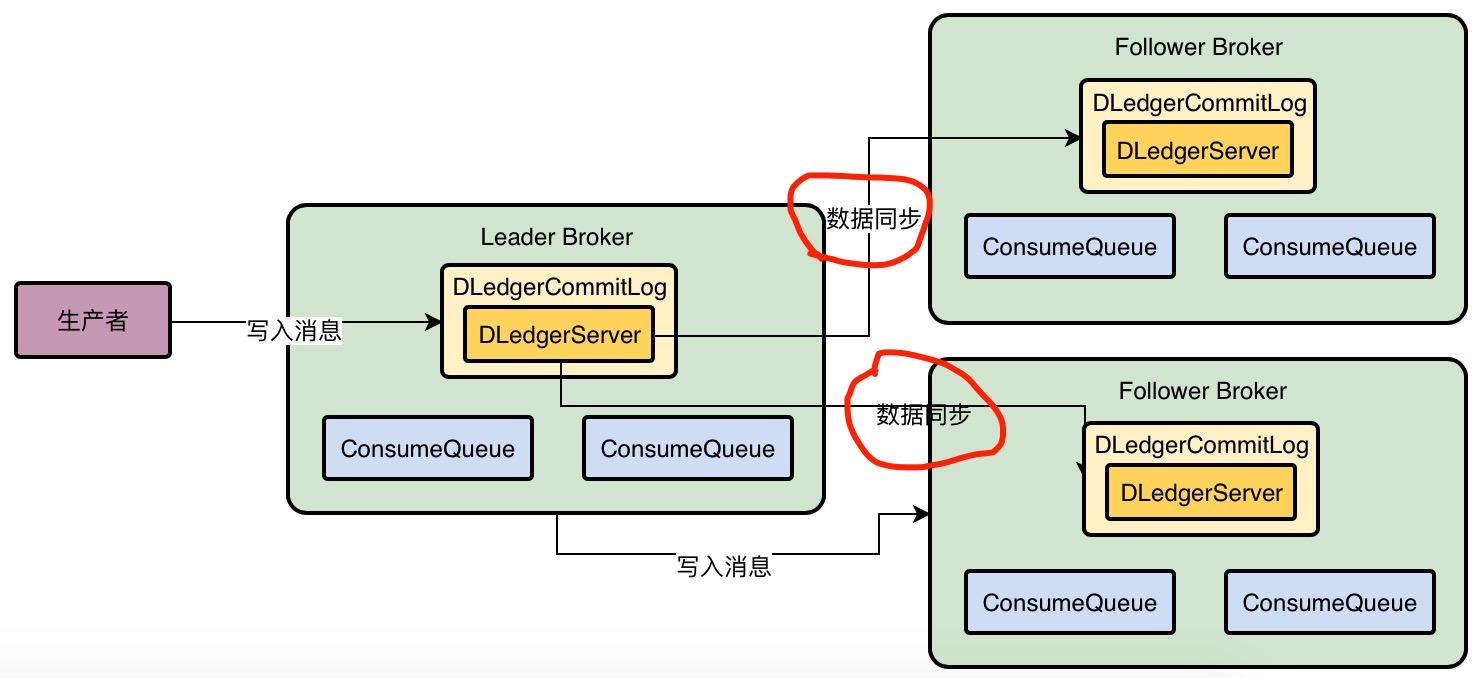 生产者
写入消息
Leader Broker
DLedgerCommitLog
DLedgerServer
ConsumeQueue
ConsumeQueue
数据同步
Follower Broker
DLedgerCommitLog
DLedgerServer
ConsumeQueue
ConsumeQueue
数据同步
写入消息
Follower Broker
DLedgerCommitLog
DLedgerServer
ConsumeQueue
ConsumeQueue